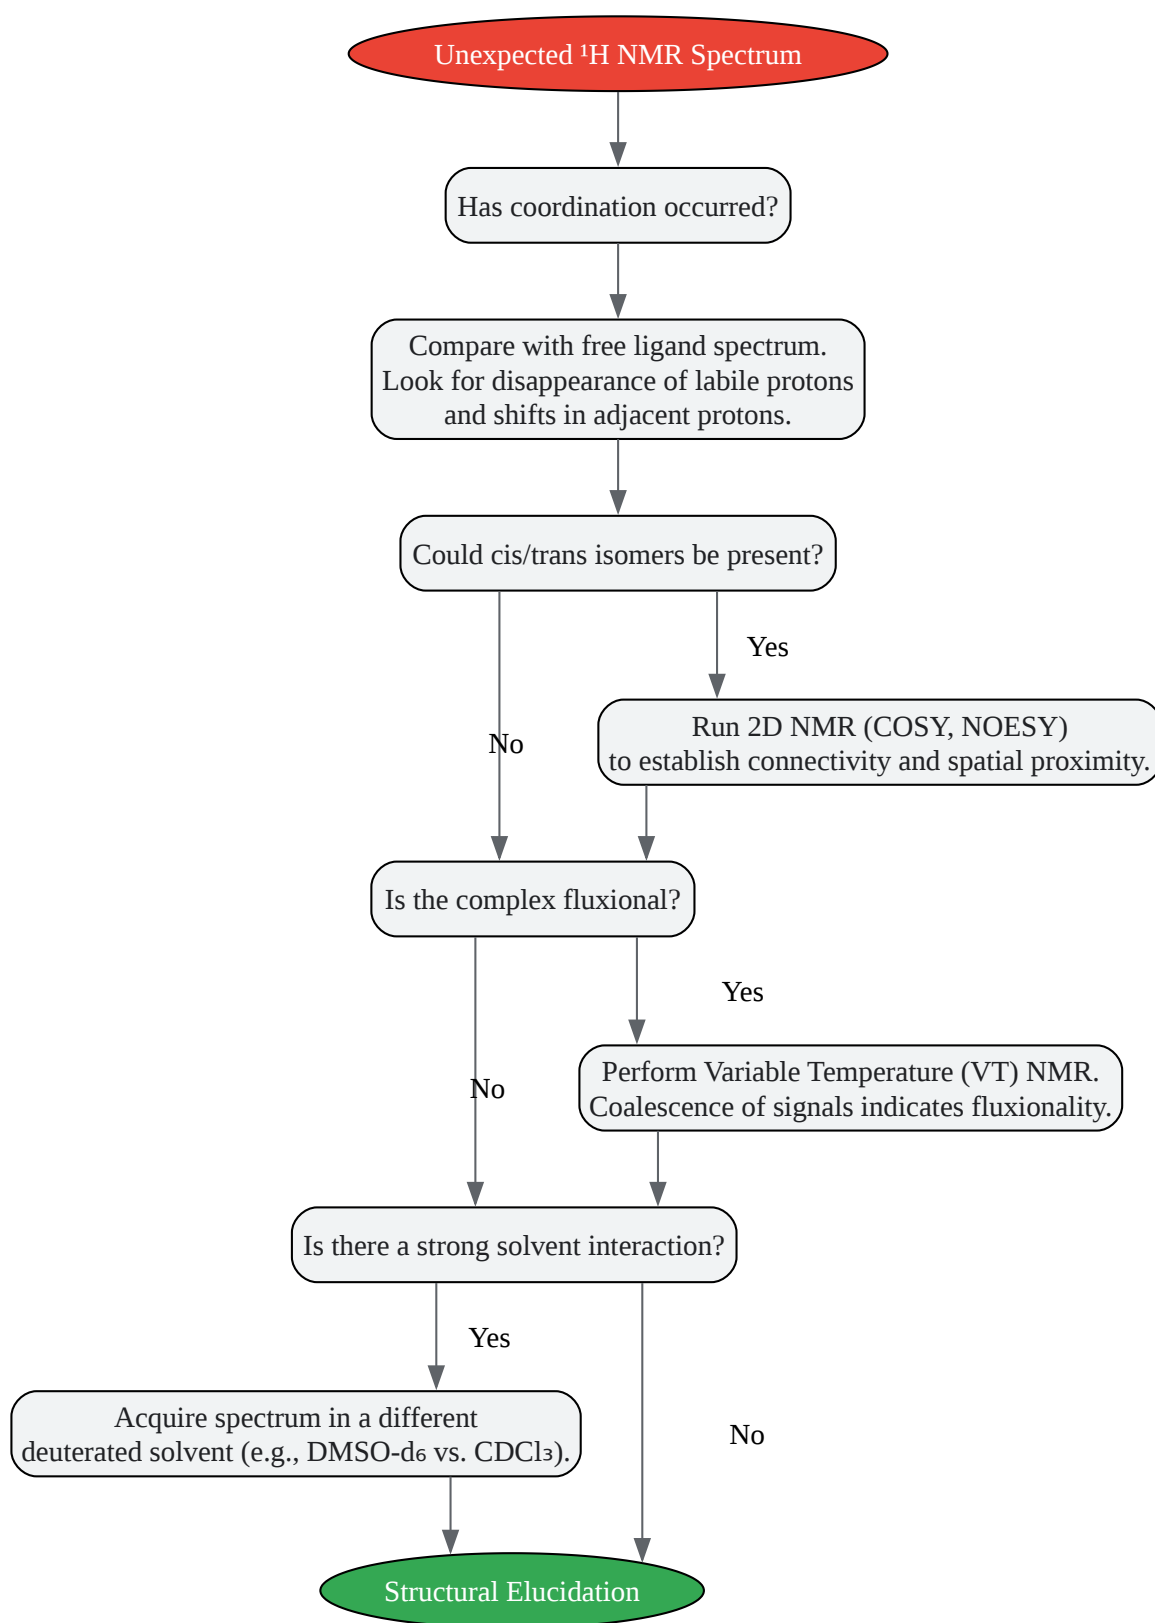 Unexpected ¹H NMR Spectrum
Has coordination occurred?
Compare with free ligand spectrum.
Look for disappearance of labile protons
and shifts in adjacent protons.
Could cis/trans isomers be present?
Yes
Run 2D NMR (COSY, NOESY)
to establish connectivity and spatial proximity.
No
Is the complex fluxional?
Yes
Perform Variable Temperature (VT) NMR.
Coalescence of signals indicates fluxionality.
No
Is there a strong solvent interaction?
Yes
Acquire spectrum in a different
deuterated solvent (e.g., DMSO-d₆ vs. CDCl₃).
No
Structural Elucidation